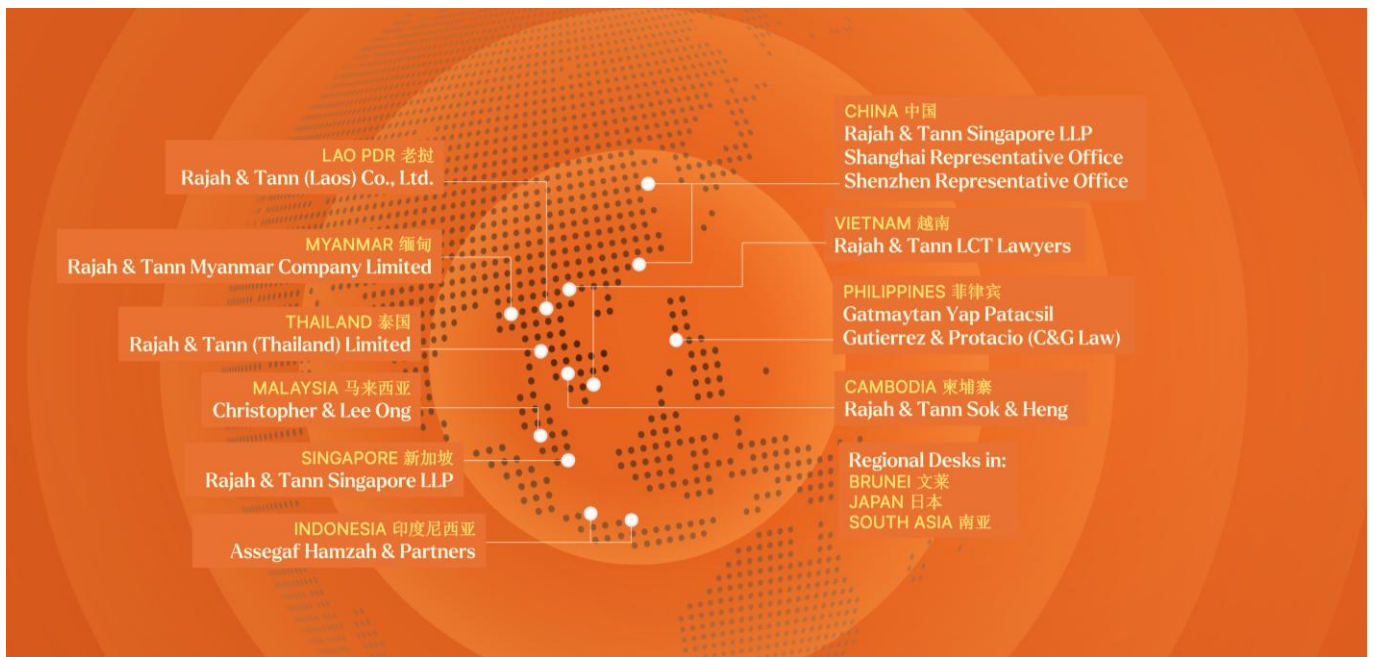 LAO PDR 老挝
Rajah & Tann (Laos) Co., Ltd.
MYANMAR 缅甸
Rajah & Tann Myanmar Company Limited
THAILAND 泰国
Rajah & Tann (Thailand) Limited
MALAYSIA 马来西亚
Christopher & Lee Ong
SINGAPORE 新加坡
Rajah & Tann Singapore LLP
INDONESIA 印度尼西亚
Assegaf Hamzah & Partners
CHINA 中国
Rajah & Tann Singapore LLP
Shanghai Representative Office
Shenzhen Representative Office
VIETNAM 越南
Rajah & Tann LCT Lawyers
PHILIPPINES 菲律宾
Gatmaytan Yap Patacsil
Gutierrez & Protacio (C&G Law)
CAMBODIA 柬埔寨
Rajah & Tann Sok & Heng
Regional Desks in:
BRUNEI 文莱
JAPAN 日本
SOUTH ASIA 南亚